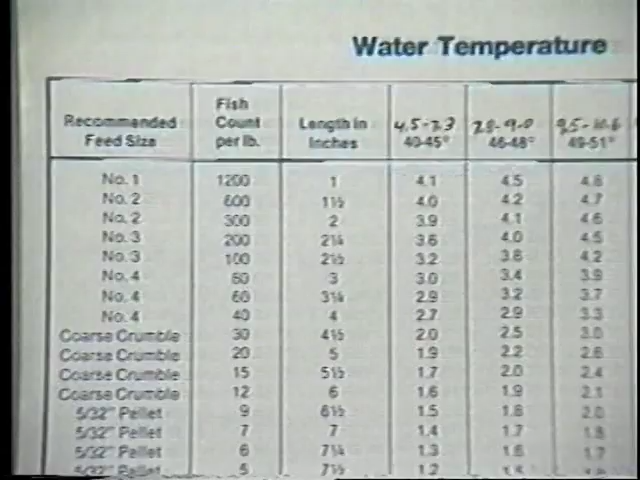 Water Temperature
Recommended Feed Size | Fish Count per lb. | Length in Inches | 4.5-7.3 40-45° | 7.8-9.0 46-48° | 9.5-10.6 49-51°
No. 1 1200 1 4.1 4.5 4.8
No. 2 600 1½ 4.0 4.2 4.7
No. 2 300 2 3.9 4.1 4.6
No. 3 200 2¼ 3.6 4.0 4.5
No. 3 100 2½ 3.2 3.8 4.2
No. 4 80 3 3.0 3.4 3.9
No. 4 60 3¼ 2.9 3.2 3.7
No. 4 40 4 2.7 2.9 3.3
Coarse Crumble 30 4½ 2.0 2.5 3.0
Coarse Crumble 20 5 1.9 2.2 2.6
Coarse Crumble 15 5½ 1.7 2.0 2.4
Coarse Crumble 12 6 1.6 1.9 2.1
5/32" Pellet 9 6½ 1.5 1.8 2.0
5/32" Pellet 7 7 1.4 1.7 1.8
5/32" Pellet 6 7¼ 1.3 1.6 1.7
5/32" Pellet 5 7½ 1.2